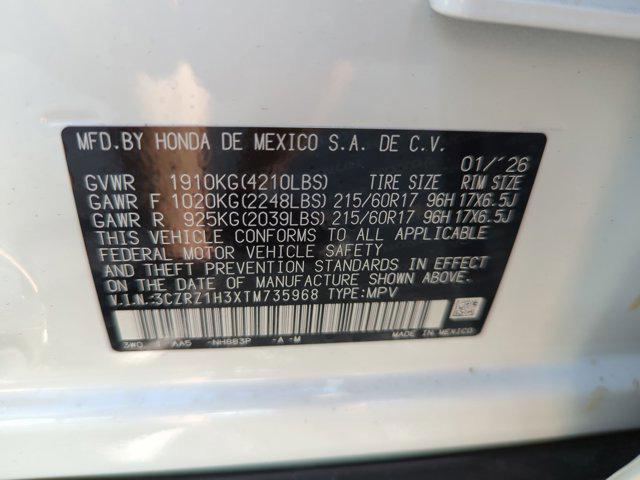 MFD.BY HONDA DE MEXICO S.A. DE C.V.
01/'26
GVWR 1910KG(4210LBS) TIRE SIZE RIM SIZE
GAWR F 1020KG(2248LBS) 215/60R17 96H 17X6.5J
GAWR R 925KG(2039LBS) 215/60R17 96H 17X6.5J
THIS VEHICLE CONFORMS TO ALL APPLICABLE
FEDERAL MOTOR VEHICLE SAFETY
AND THEFT PREVENTION STANDARDS IN EFFECT
ON THE DATE OF MANUFACTURE SHOWN ABOVE.
V.I.N. 3CZRZ1H3XTM735968 TYPE:MPV
MADE IN MEXICO
3W0 AA5 NH883P -A -M